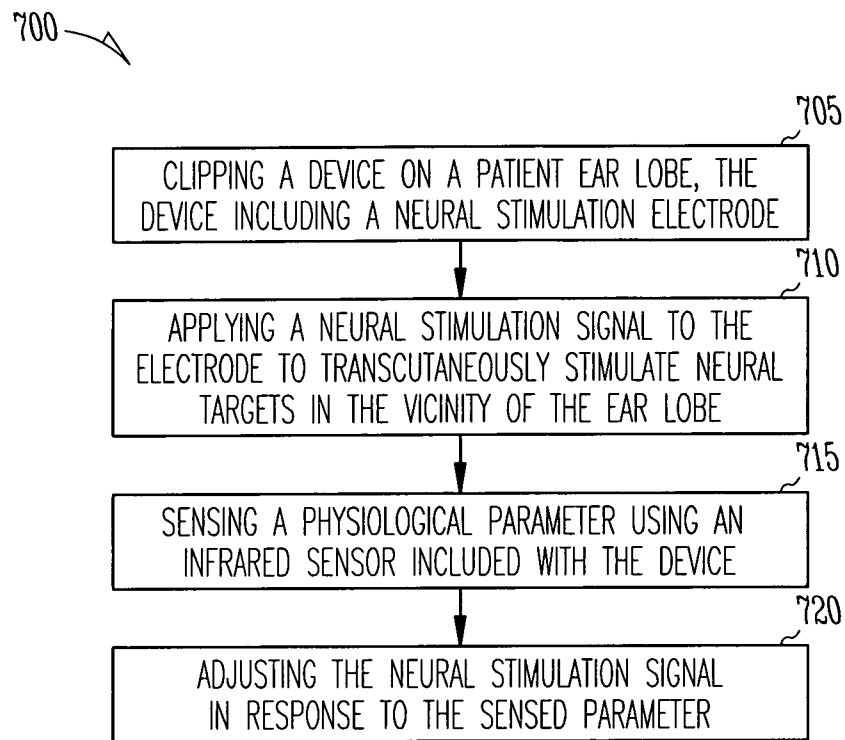 700
705
CLIPPING A DEVICE ON A PATIENT EAR LOBE, THE
DEVICE INCLUDING A NEURAL STIMULATION ELECTRODE
710
APPLYING A NEURAL STIMULATION SIGNAL TO THE
ELECTRODE TO TRANSCUTANEOUSLY STIMULATE NEURAL
TARGETS IN THE VICINITY OF THE EAR LOBE
715
SENSING A PHYSIOLOGICAL PARAMETER USING AN
INFRARED SENSOR INCLUDED WITH THE DEVICE
720
ADJUSTING THE NEURAL STIMULATION SIGNAL
IN RESPONSE TO THE SENSED PARAMETER